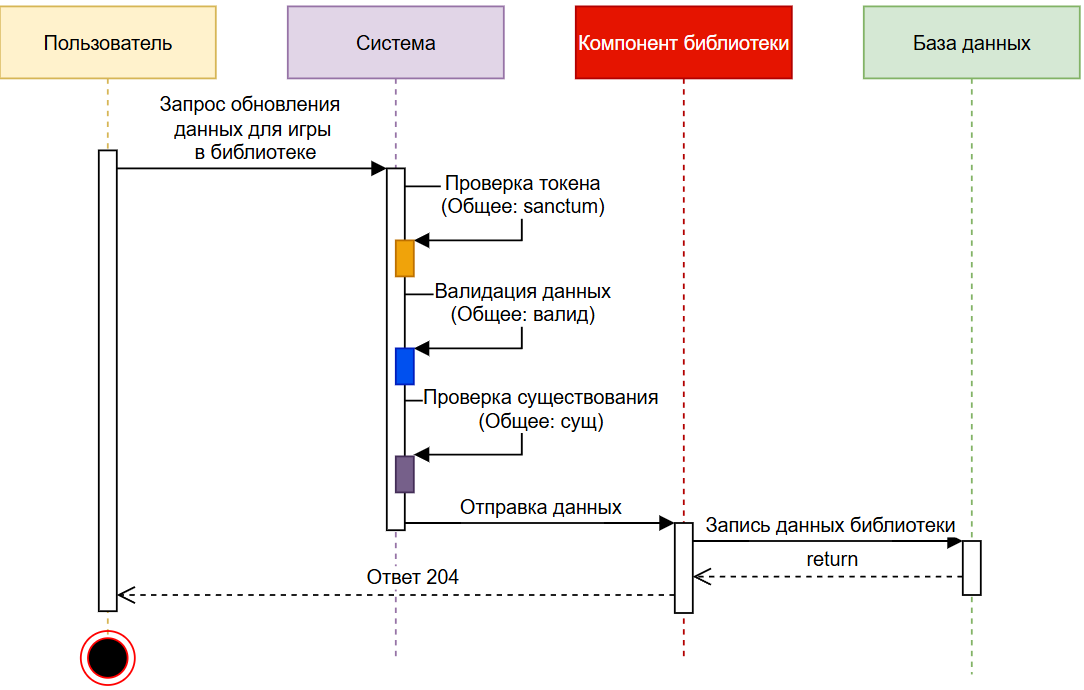 Пользователь
Система
Компонент библиотеки
База данных
Запрос обновления
данных для игры
в библиотеке
Проверка токена
(Общее: sanctum)
Валидация данных
(Общее: валид)
Проверка существования
(Общее: сущ)
Отправка данных
Запись данных библиотеки
return
Ответ 204